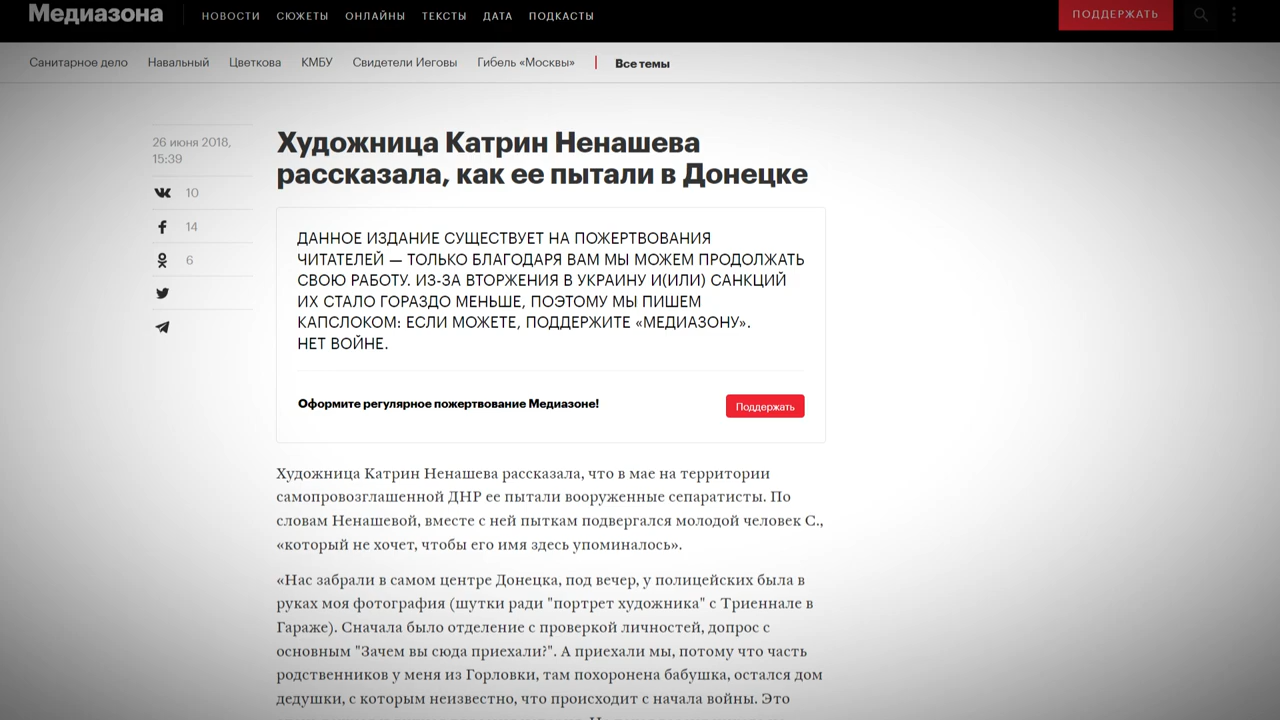 Медиазона
НОВОСТИ СЮЖЕТЫ ОНЛАЙНЫ ТЕКСТЫ ДАТА ПОДКАСТЫ
ПОДДЕРЖАТЬ
Санитарное дело Навальный Цветкова КМБУ Свидетели Иеговы Гибель «Москвы» Все темы
26 июня 2018,
15:39
10
14
6
Художница Катрин Ненашева
рассказала, как ее пытали в Донецке
ДАННОЕ ИЗДАНИЕ СУЩЕСТВУЕТ НА ПОЖЕРТВОВАНИЯ
ЧИТАТЕЛЕЙ — ТОЛЬКО БЛАГОДАРЯ ВАМ МЫ МОЖЕМ ПРОДОЛЖАТЬ
СВОЮ РАБОТУ. ИЗ-ЗА ВТОРЖЕНИЯ В УКРАИНУ И(ИЛИ) САНКЦИЙ
ИХ СТАЛО ГОРАЗДО МЕНЬШЕ, ПОЭТОМУ МЫ ПИШЕМ
КАПСЛОКОМ: ЕСЛИ МОЖЕТЕ, ПОДДЕРЖИТЕ «МЕДИАЗОНУ».
НЕТ ВОЙНЕ.
Оформите регулярное пожертвование Медиазоне!
Поддержать
Художница Катрин Ненашева рассказала, что в мае на территории
самопровозглашенной ДНР ее пытали вооруженные сепаратисты. По
словам Ненашевой, вместе с ней пыткам подвергался молодой человек С.,
«который не хочет, чтобы его имя здесь упоминалось».
«Нас забрали в самом центре Донецка, под вечер, у полицейских была в
руках моя фотография (шутки ради "портрет художника" с Триеннале в
Гараже). Сначала было отделение с проверкой личностей, допрос с
основным "Зачем вы сюда приехали?". А приехали мы, потому что часть
родственников у меня из Горловки, там похоронена бабушка, остался дом
дедушки, с которым неизвестно, что происходит с начала войны. Это